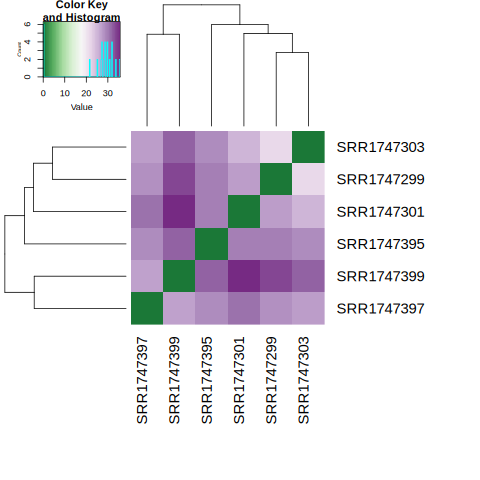 Color Key
and Histogram
Count
0 2 4 6
0 10 20 30
Value
SRR1747303
SRR1747299
SRR1747301
SRR1747395
SRR1747399
SRR1747397
SRR1747397
SRR1747399
SRR1747395
SRR1747301
SRR1747299
SRR1747303